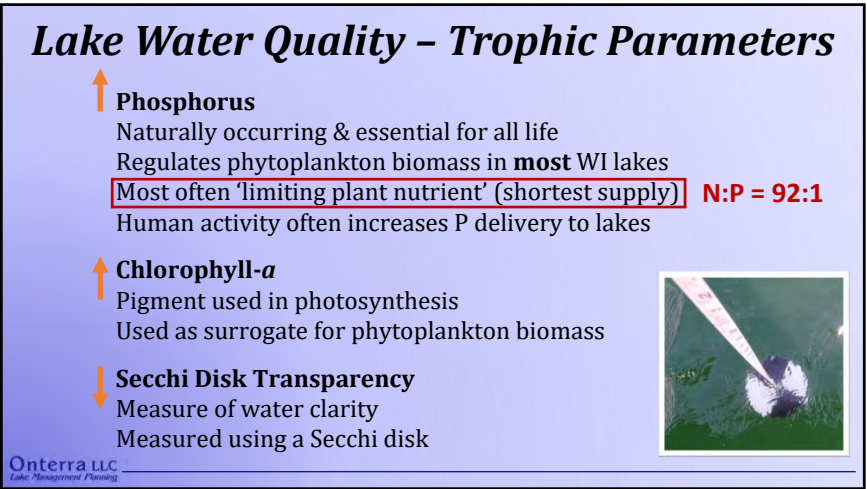 Lake Water Quality – Trophic Parameters
Phosphorus
Naturally occurring & essential for all life
Regulates phytoplankton biomass in most WI lakes
Most often ‘limiting plant nutrient’ (shortest supply) N:P = 92:1
Human activity often increases P delivery to lakes
Chlorophyll-a
Pigment used in photosynthesis
Used as surrogate for phytoplankton biomass
Secchi Disk Transparency
Measure of water clarity
Measured using a Secchi disk
Onterra LLC
Lake Management Planning